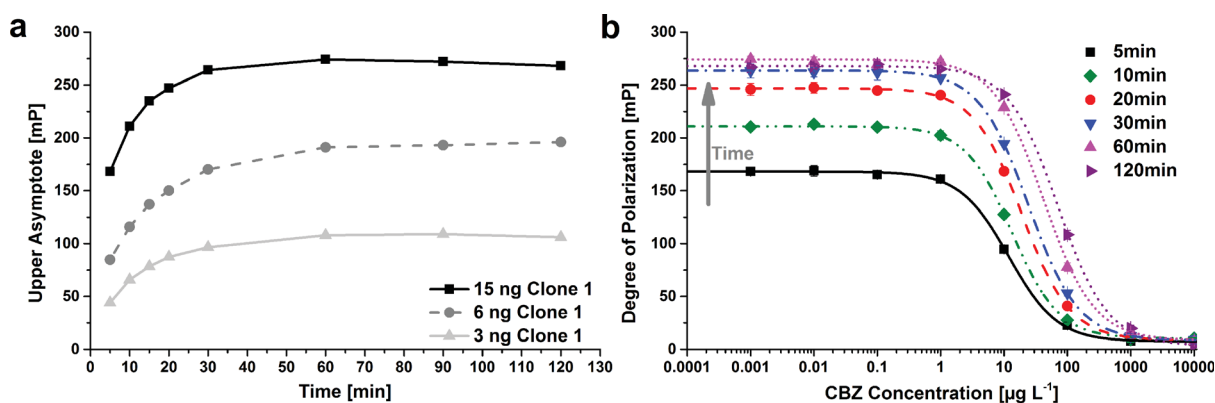 a
300
250
200
150
100
50
0
Upper Asymptote [mP]
0 10 20 30 40 50 60 70 80 90 100 110 120 130
Time [min]
15 ng Clone 1
6 ng Clone 1
3 ng Clone 1
b
300
250
200
150
100
50
0
Degree of Polarization [mP]
Time
0.0001 0.001 0.01 0.1 1 10 100 1000 10000
CBZ Concentration [µg L⁻¹]
5min
10min
20min
30min
60min
120min